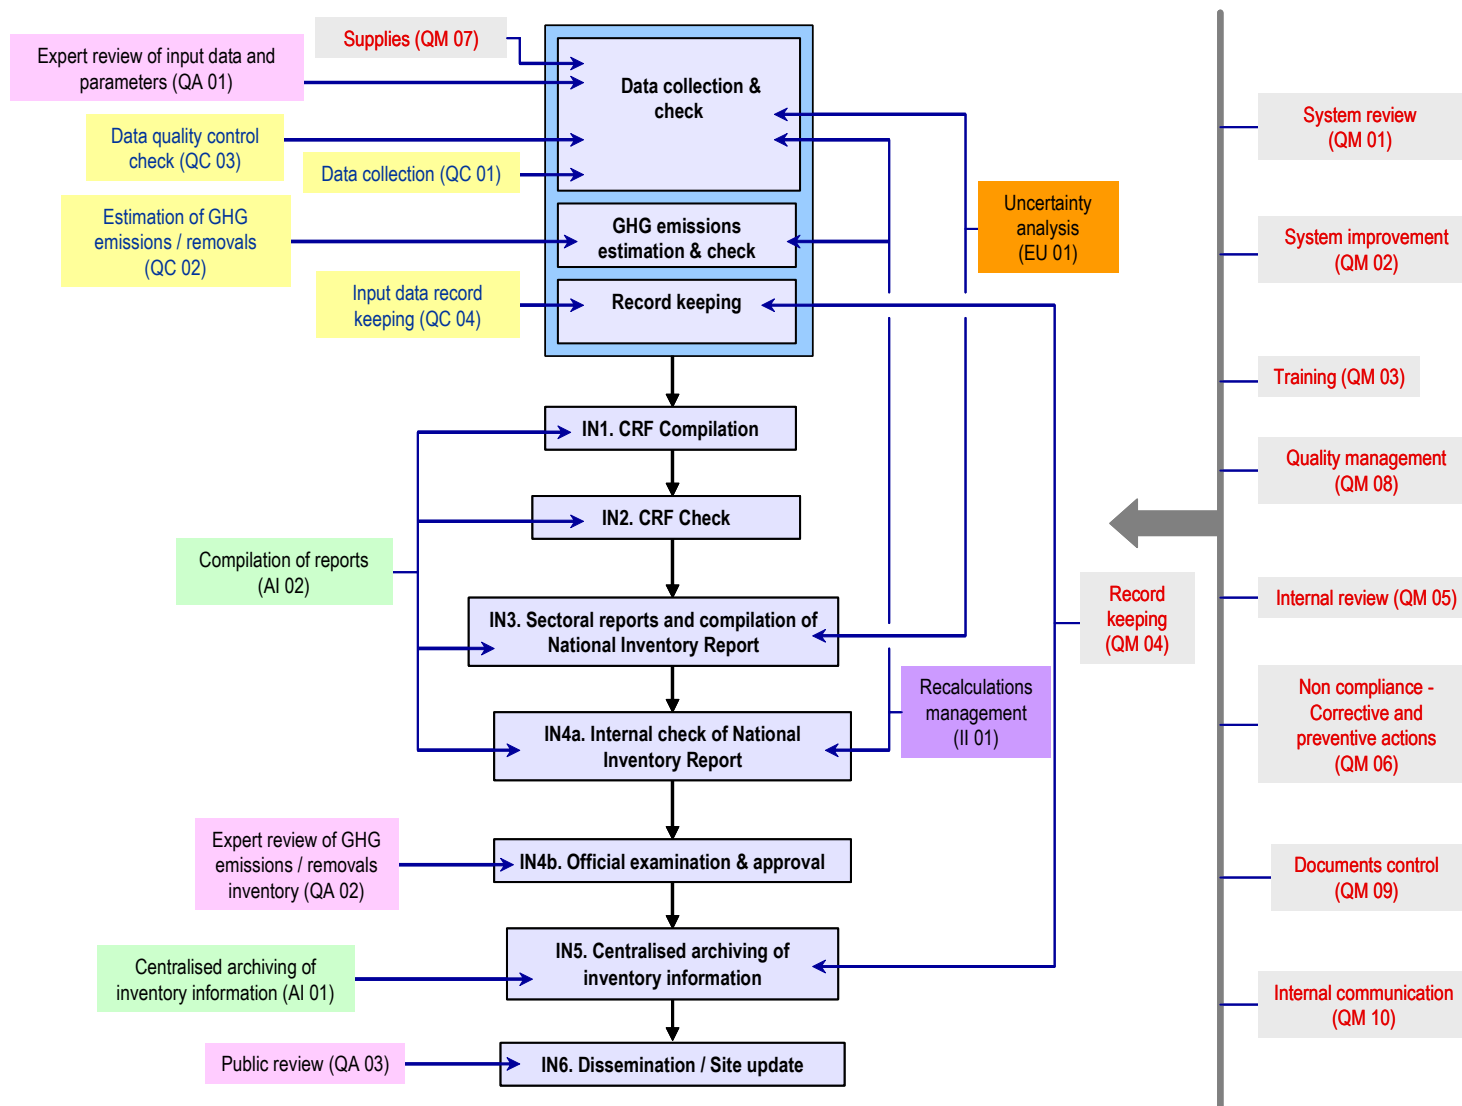 Supplies (QM 07)
Expert review of input data and
parameters (QA 01)
Data quality control
check (QC 03)
Data collection (QC 01)
Estimation of GHG
emissions / removals
(QC 02)
Input data record
keeping (QC 04)
Data collection &
check
GHG emissions
estimation & check
Record keeping
Uncertainty
analysis
(EU 01)
IN1. CRF Compilation
IN2. CRF Check
Compilation of reports
(AI 02)
IN3. Sectoral reports and compilation of
National Inventory Report
Record
keeping
(QM 04)
Recalculations
management
(II 01)
IN4a. Internal check of National
Inventory Report
Expert review of GHG
emissions / removals
inventory (QA 02)
IN4b. Official examination & approval
Centralised archiving of
inventory information (AI 01)
IN5. Centralised archiving of
inventory information
Public review (QA 03)
IN6. Dissemination / Site update
System review
(QM 01)
System improvement
(QM 02)
Training (QM 03)
Quality management
(QM 08)
Internal review (QM 05)
Non compliance -
Corrective and
preventive actions
(QM 06)
Documents control
(QM 09)
Internal communication
(QM 10)